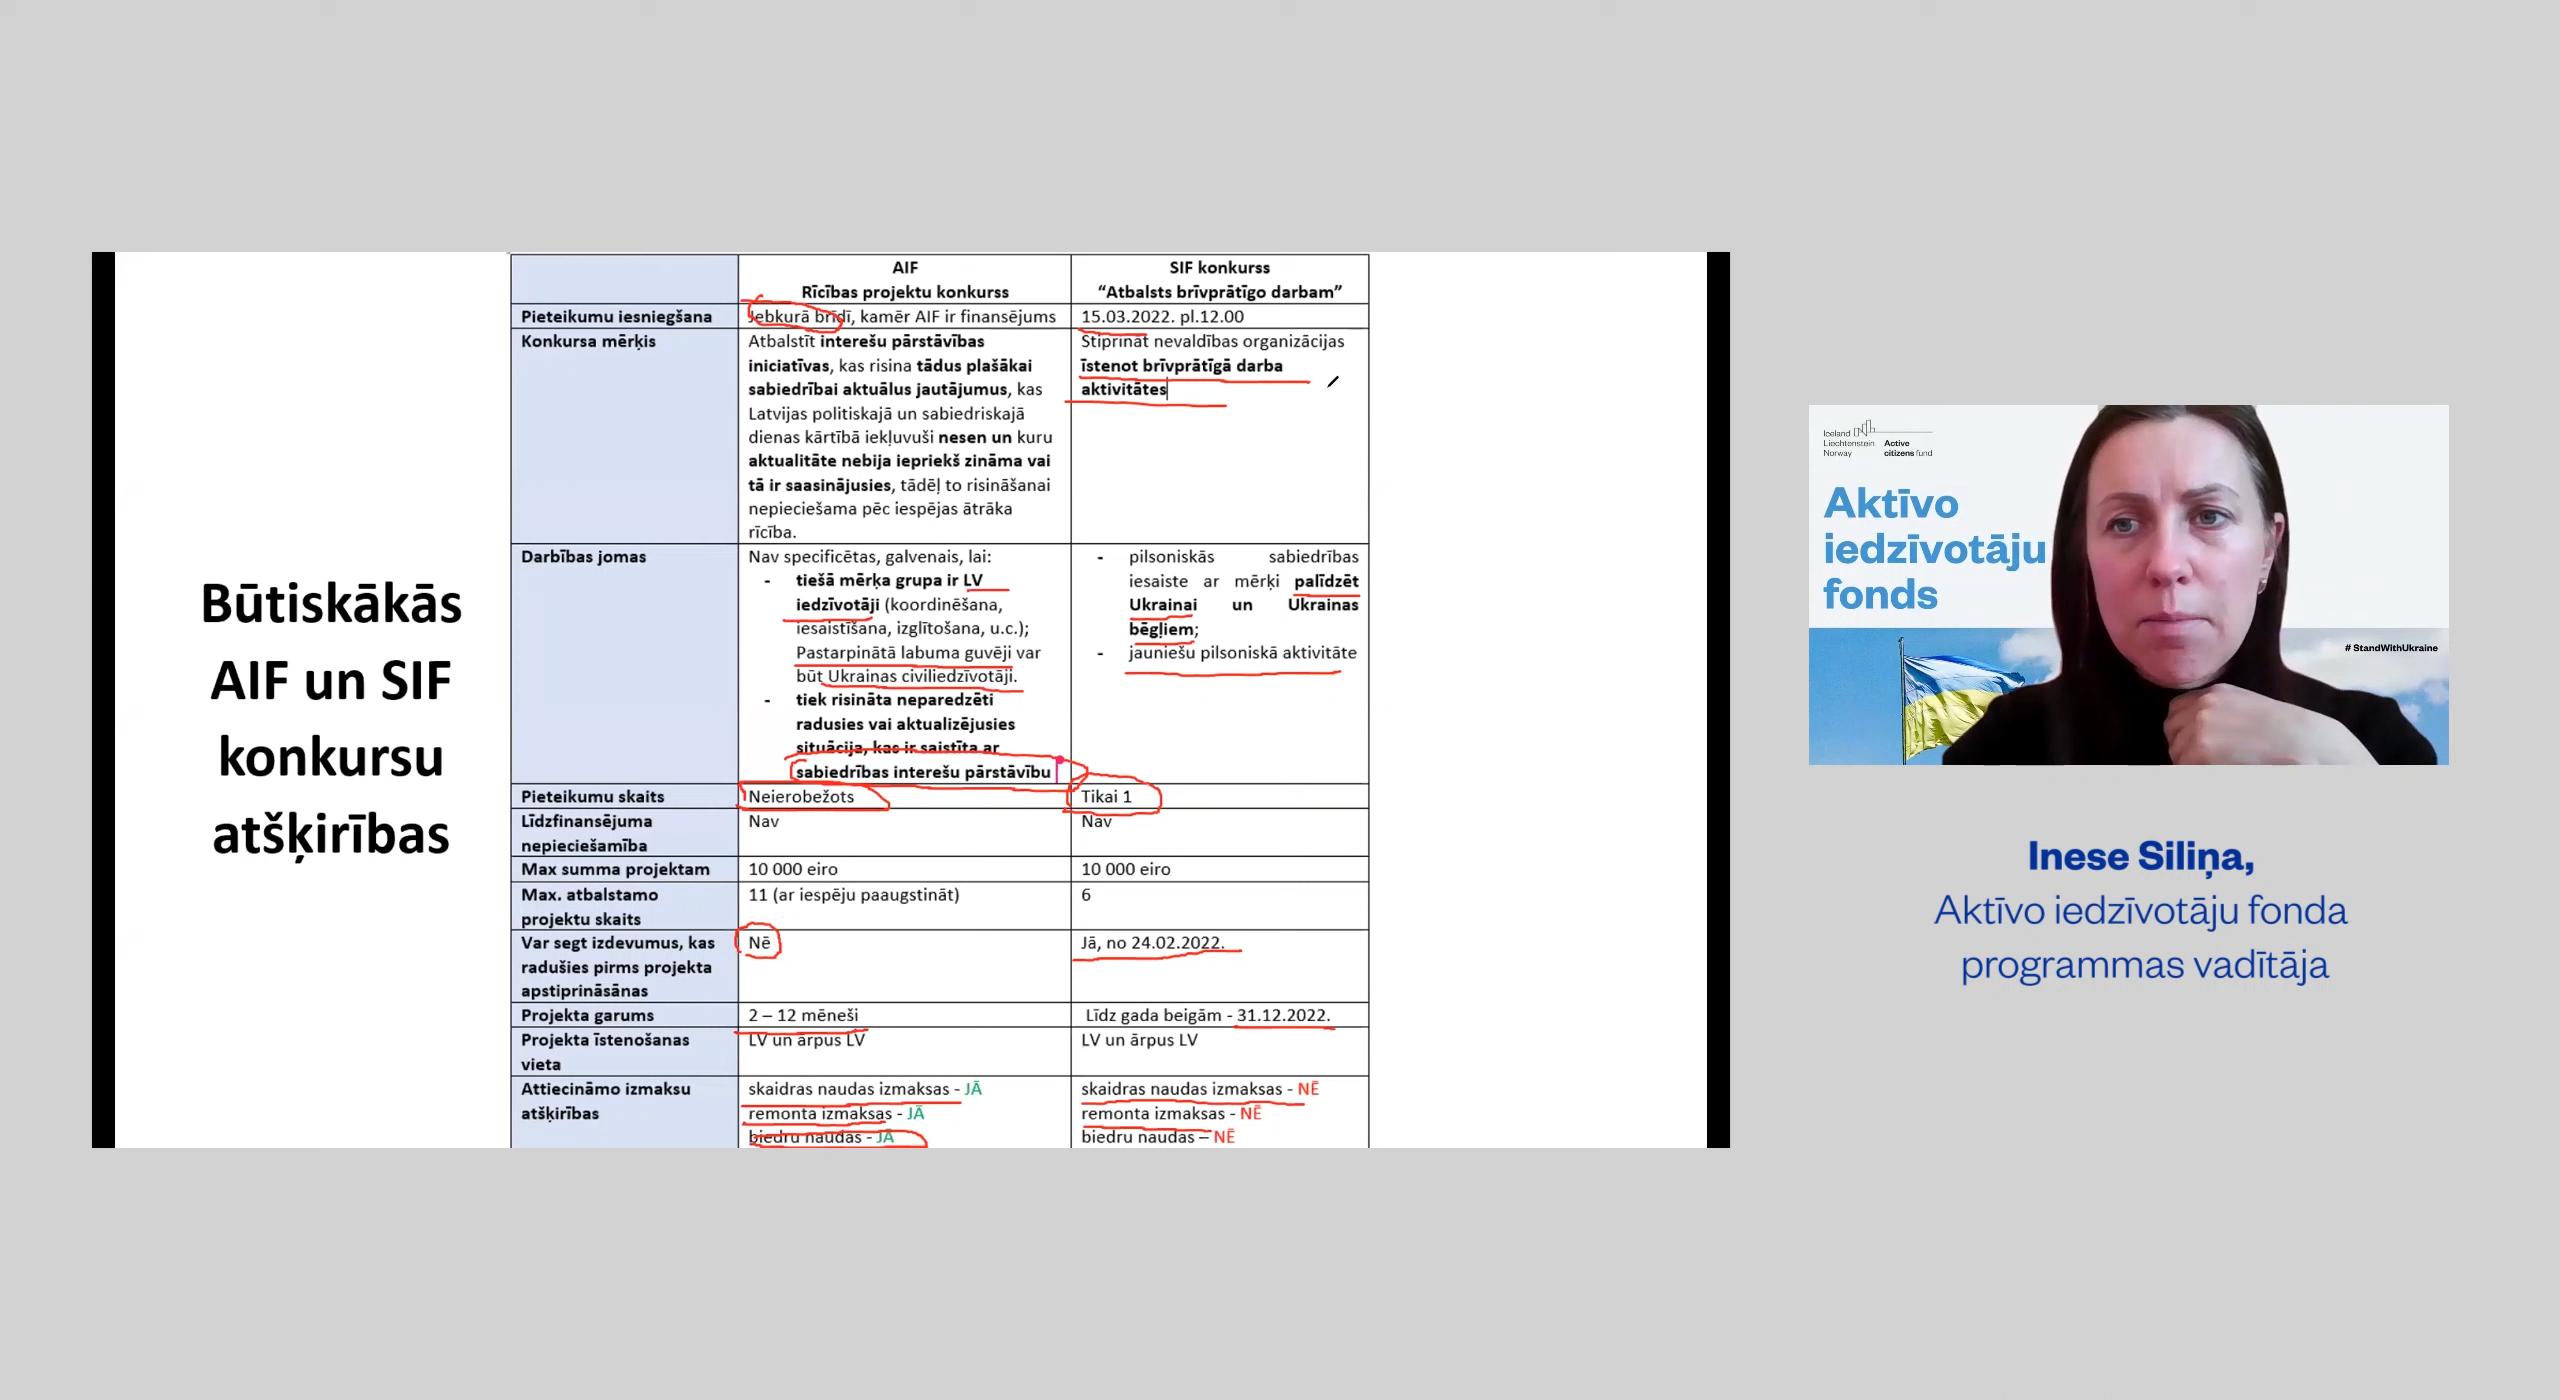 Būtiskākās
AIF un SIF
konkursu
atšķirības
AIF
Rīcības projektu konkurss
SIF konkurss
“Atbalsts brīvprātīgo darbam”
Pieteikumu iesniegšana
Jebkurā brīdī, kamēr AIF ir finansējums
15.03.2022. pl.12.00
Konkursa mērķis
Atbalstīt interešu pārstāvības
iniciatīvas, kas risina tādus plašākai
sabiedrībai aktuālus jautājumus, kas
Latvijas politiskajā un sabiedriskajā
dienas kārtībā iekļuvuši nesen un kuru
aktualitāte nebija iepriekš zināma vai
tā ir saasinājusies, tādēļ to risināšanai
nepieciešama pēc iespējas ātrāka
rīcība.
Stiprināt nevaldības organizācijas
īstenot brīvprātīgā darba
aktivitātes
Darbības jomas
Nav specificētas, galvenais, lai:
- tiešā mērķa grupa ir LV
iedzīvotāji (koordinēšana,
iesaistīšana, izglītošana, u.c.);
Pastarpinātā labuma guvēji var
būt Ukrainas civiliedzīvotāji.
- tiek risināta neparedzēti
radusies vai aktualizējusies
situācija, kas ir saistīta ar
sabiedrības interešu pārstāvību
- pilsoniskās sabiedrības
iesaiste ar mērķi palīdzēt
Ukrainai un Ukrainas
bēgļiem;
- jauniešu pilsoniskā aktivitāte
Pieteikumu skaits
Neierobežots
Tikai 1
Līdzfinansējuma
nepieciešamība
Nav
Nav
Max summa projektam
10 000 eiro
10 000 eiro
Max. atbalstamo
projektu skaits
11 (ar iespēju paaugstināt)
6
Var segt izdevumus, kas
radušies pirms projekta
apstiprināsānas
Nē
Jā, no 24.02.2022.
Projekta garums
2 – 12 mēneši
Līdz gada beigām - 31.12.2022.
Projekta īstenošanas
vieta
LV un ārpus LV
LV un ārpus LV
Attiecināmo izmaksu
atšķirības
skaidras naudas izmaksas - JĀ
remonta izmaksas - JĀ
biedru naudas - JĀ
skaidras naudas izmaksas - NĒ
remonta izmaksas - NĒ
biedru naudas – NĒ
Iceland
Liechtenstein
Norway
Active
citizens fund
Aktīvo
iedzīvotāju
fonds
# StandWithUkraine
Inese Siliņa,
Aktīvo iedzīvotāju fonda
programmas vadītāja